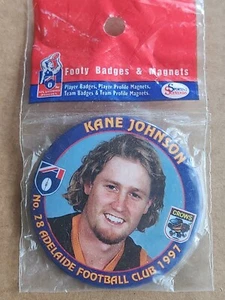 Footy Badges & Magnets
Player Badges, Player Profile Magnets,
Team Badges & Team Profile Magnets.
KANE JOHNSON
CROWS
No. 28 ADELAIDE FOOTBALL CLUB 1997